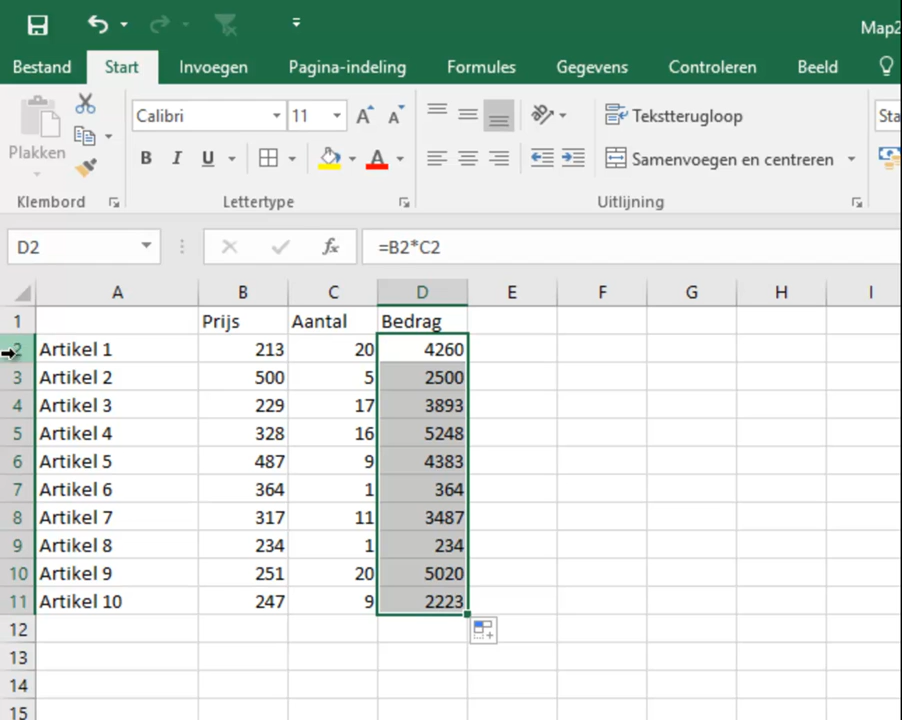 Map2
Bestand Start Invoegen Pagina-indeling Formules Gegevens Controleren Beeld
Calibri 11 Tekstterugloop Sta
Plakken B I U A Samenvoegen en centreren
Klembord Lettertype Uitlijning
D2 fx =B2*C2
A B C D E F G H I
1 Prijs Aantal Bedrag
2 Artikel 1 213 20 4260
3 Artikel 2 500 5 2500
4 Artikel 3 229 17 3893
5 Artikel 4 328 16 5248
6 Artikel 5 487 9 4383
7 Artikel 6 364 1 364
8 Artikel 7 317 11 3487
9 Artikel 8 234 1 234
10 Artikel 9 251 20 5020
11 Artikel 10 247 9 2223
12
13
14
15